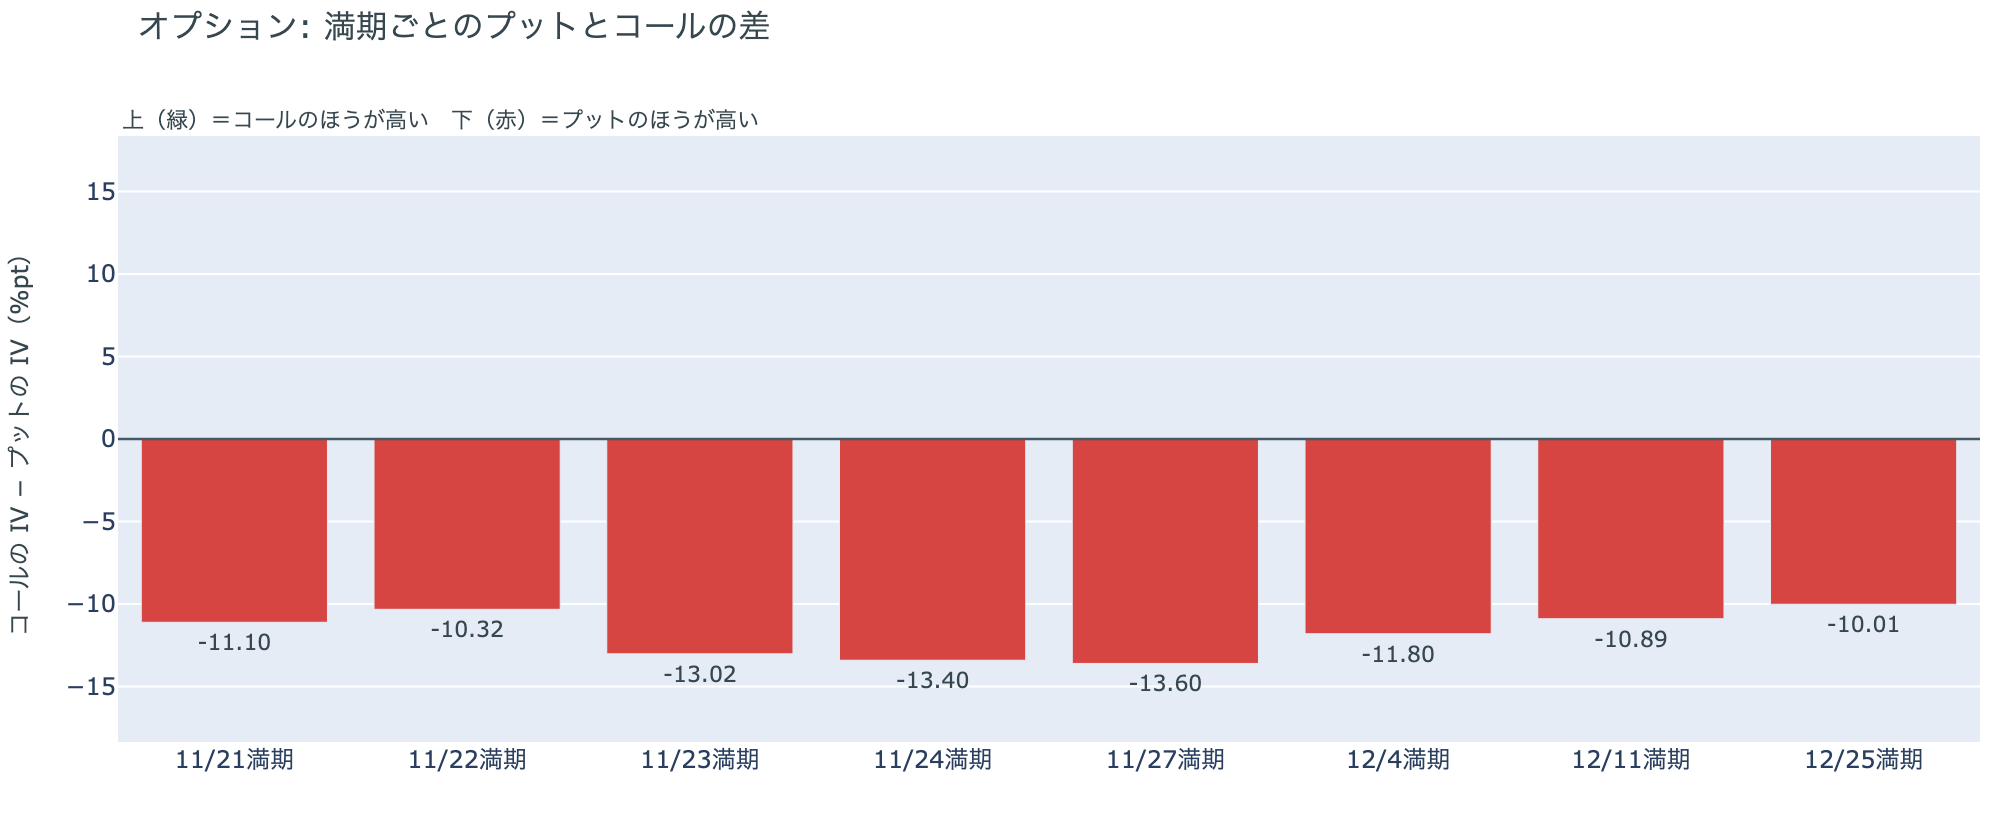 オプション: 満期ごとのプットとコールの差
上（緑）＝コールのほうが高い　下（赤）＝プットのほうが高い
コールの IV − プットの IV（%pt）
15
10
5
0
−5
−10
−15
-11.10
-10.32
-13.02
-13.40
-13.60
-11.80
-10.89
-10.01
11/21満期
11/22満期
11/23満期
11/24満期
11/27満期
12/4満期
12/11満期
12/25満期